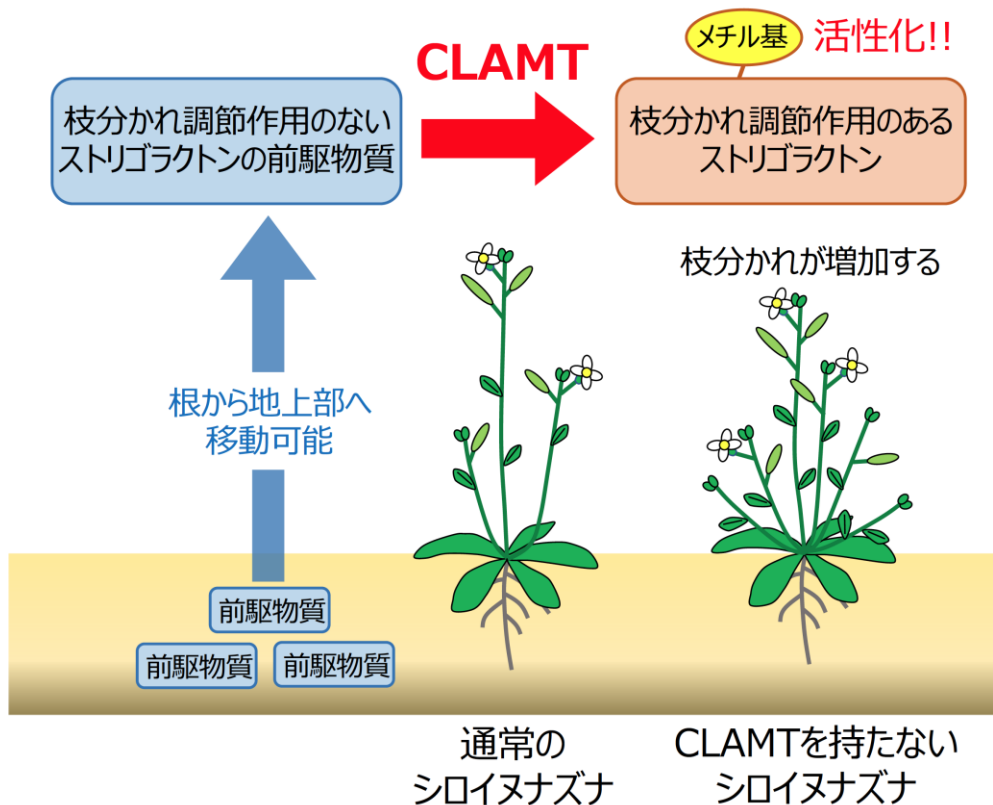 メチル基
活性化!!
CLAMT
枝分かれ調節作用のない
ストリゴラクトンの前駆物質
枝分かれ調節作用のある
ストリゴラクトン
枝分かれが増加する
根から地上部へ
移動可能
前駆物質
前駆物質
前駆物質
通常の
シロイヌナズナ
CLAMTを持たない
シロイヌナズナ